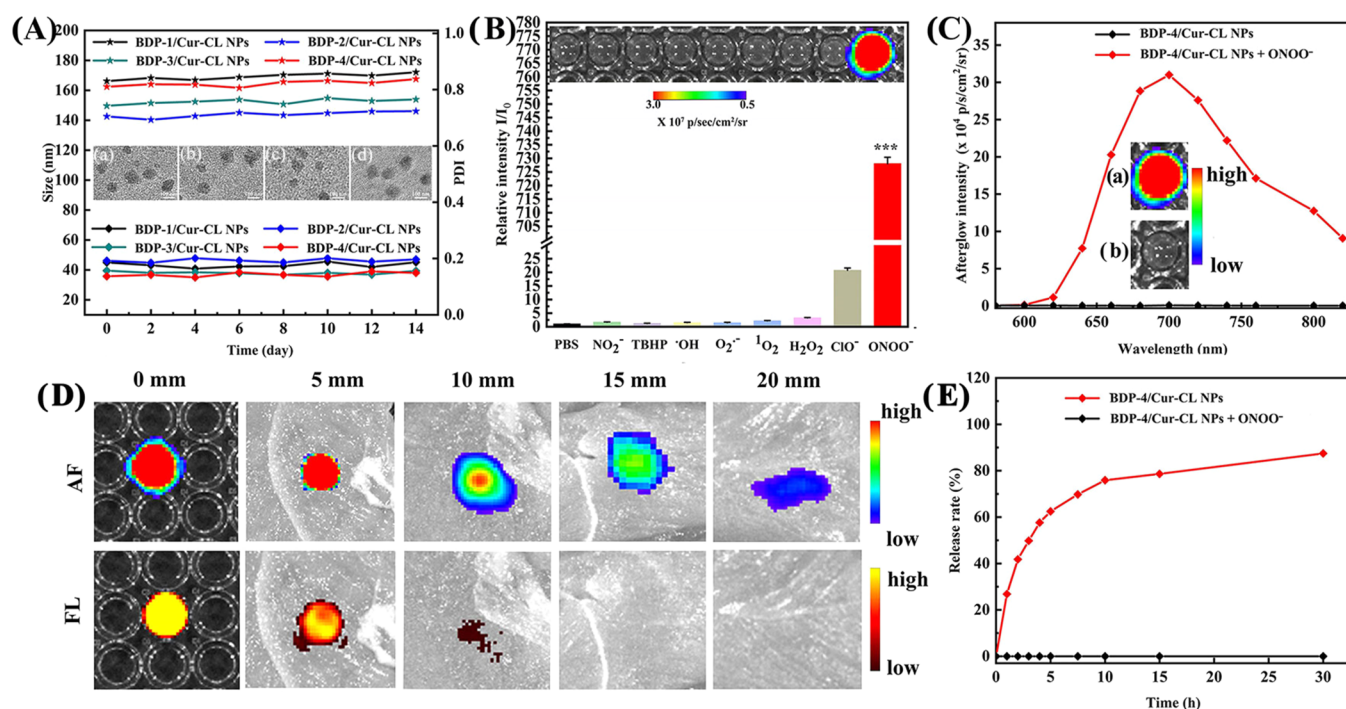 (A)
BDP-1/Cur-CL NPs
BDP-2/Cur-CL NPs
BDP-3/Cur-CL NPs
BDP-4/Cur-CL NPs
Size (nm)
200
180
160
140
120
100
80
60
40
20
PDI
1.0
0.8
0.6
0.4
0.2
0.0
(a)
(b)
(c)
(d)
BDP-1/Cur-CL NPs
BDP-2/Cur-CL NPs
BDP-3/Cur-CL NPs
BDP-4/Cur-CL NPs
0 2 4 6 8 10 12 14
Time (day)
(B)
Relative intensity I/I₀
780
775
770
765
760
755
750
745
740
735
730
725
720
715
710
705
25
20
15
10
5
0
3.0
0.5
X 10⁷ p/sec/cm²/sr
***
PBS NO₂⁻ TBHP ·OH O₂·⁻ ¹O₂ H₂O₂ ClO⁻ ONOO⁻
(C)
BDP-4/Cur-CL NPs
BDP-4/Cur-CL NPs + ONOO⁻
Afterglow intensity (x 10⁴ p/s/cm²/sr)
35
30
25
20
15
10
5
0
(a)
(b)
high
low
600 640 680 720 760 800
Wavelength (nm)
(D)
0 mm 5 mm 10 mm 15 mm 20 mm
AF
high
low
FL
high
low
(E)
BDP-4/Cur-CL NPs
BDP-4/Cur-CL NPs + ONOO⁻
Release rate (%)
120
100
80
60
40
20
0
0 5 10 15 20 25 30
Time (h)